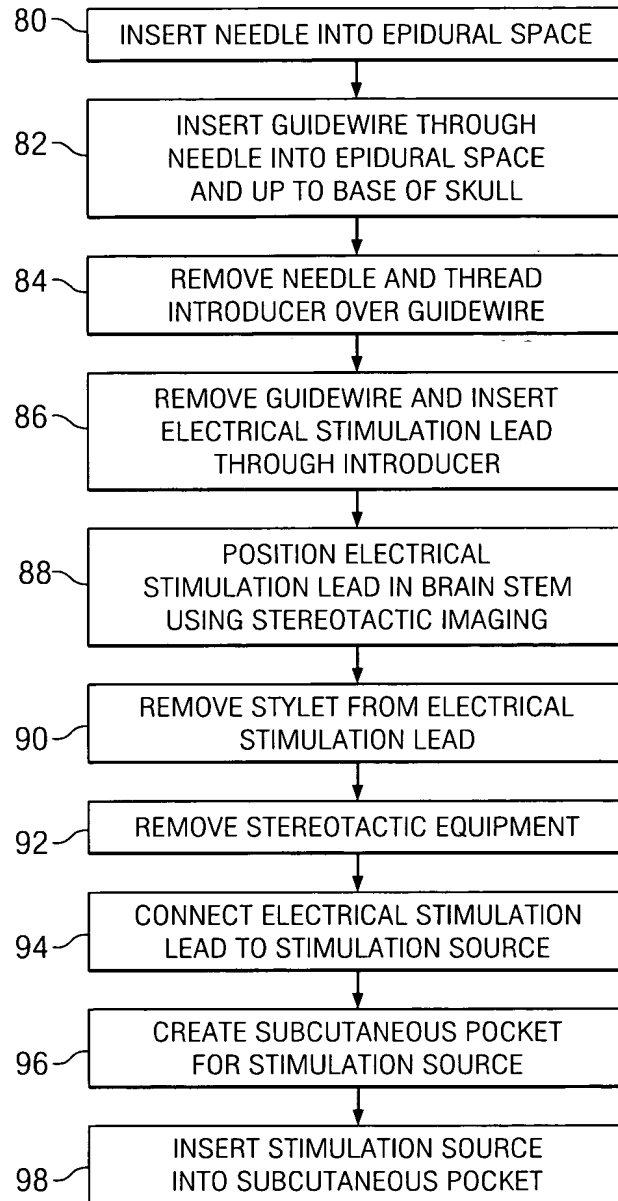 80
INSERT NEEDLE INTO EPIDURAL SPACE
82
INSERT GUIDEWIRE THROUGH
NEEDLE INTO EPIDURAL SPACE
AND UP TO BASE OF SKULL
84
REMOVE NEEDLE AND THREAD
INTRODUCER OVER GUIDEWIRE
86
REMOVE GUIDEWIRE AND INSERT
ELECTRICAL STIMULATION LEAD
THROUGH INTRODUCER
88
POSITION ELECTRICAL
STIMULATION LEAD IN BRAIN STEM
USING STEREOTACTIC IMAGING
90
REMOVE STYLET FROM ELECTRICAL
STIMULATION LEAD
92
REMOVE STEREOTACTIC EQUIPMENT
94
CONNECT ELECTRICAL STIMULATION
LEAD TO STIMULATION SOURCE
96
CREATE SUBCUTANEOUS POCKET
FOR STIMULATION SOURCE
98
INSERT STIMULATION SOURCE
INTO SUBCUTANEOUS POCKET